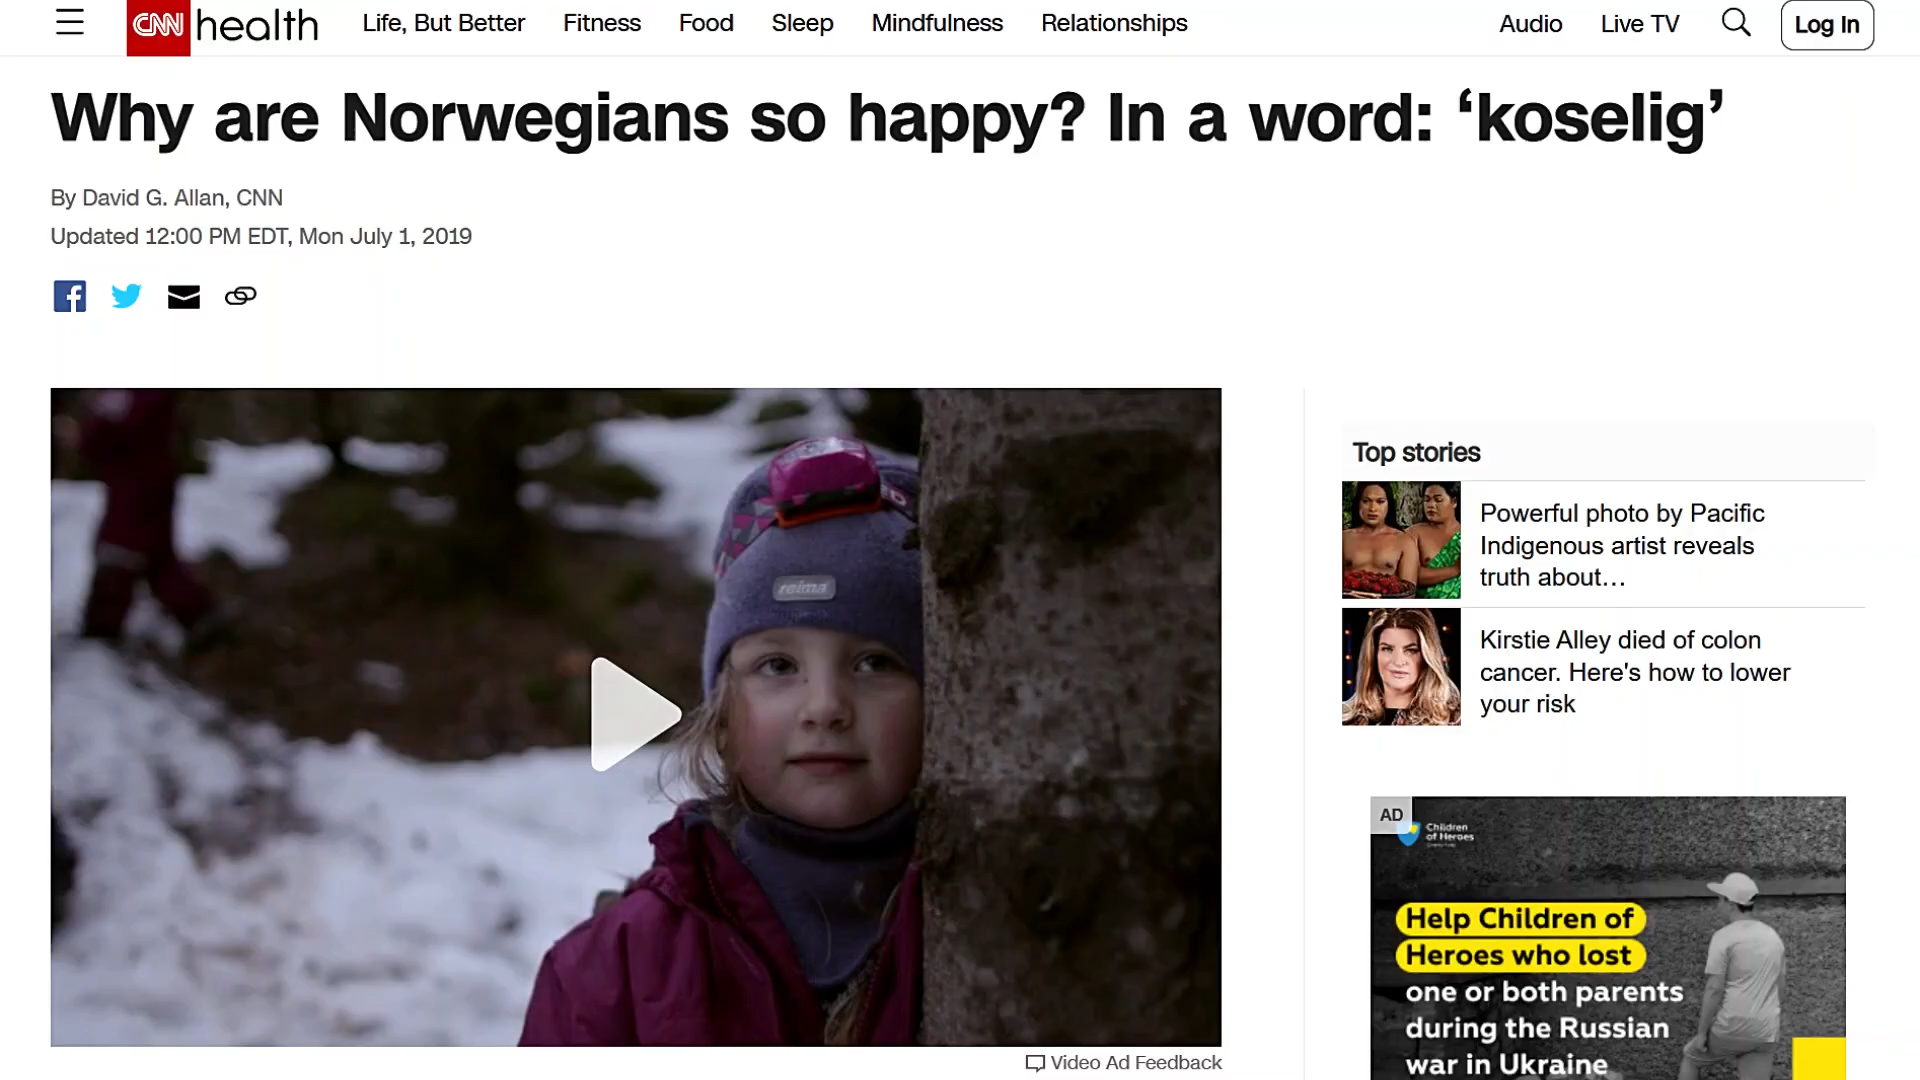 CNN health
Life, But Better
Fitness
Food
Sleep
Mindfulness
Relationships
Audio
Live TV
Log In
Why are Norwegians so happy? In a word: ‘koselig’
By David G. Allan, CNN
Updated 12:00 PM EDT, Mon July 1, 2019
reima
Video Ad Feedback
Top stories
Powerful photo by Pacific
Indigenous artist reveals
truth about...
Kirstie Alley died of colon
cancer. Here's how to lower
your risk
AD
Children
of Heroes
Help Children of
Heroes who lost
one or both parents
during the Russian
war in Ukraine